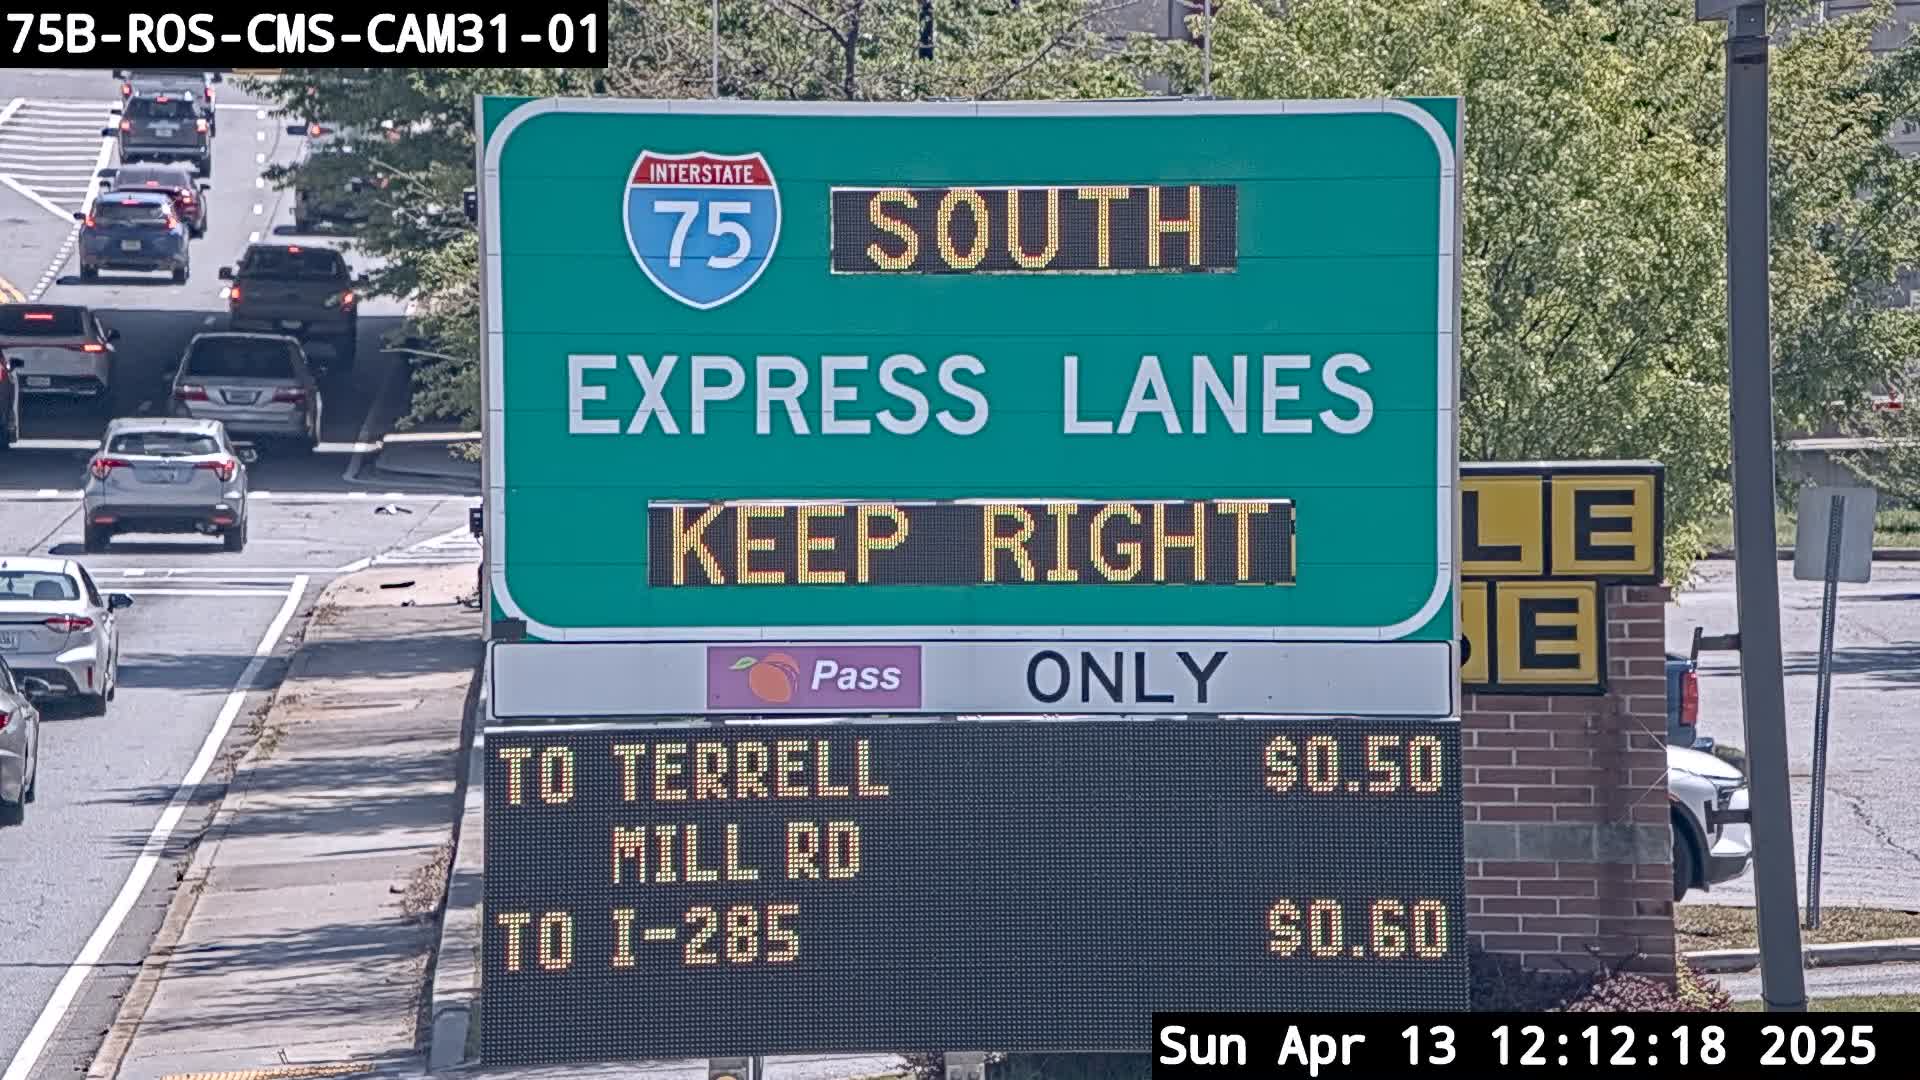 75B-ROS-CMS-CAM31-01
INTERSTATE
75
SOUTH
EXPRESS LANES
KEEP RIGHT
Pass ONLY
TO TERRELL $0.50
MILL RD
TO I-285 $0.60
LE
E
Sun Apr 13 12:12:18 2025